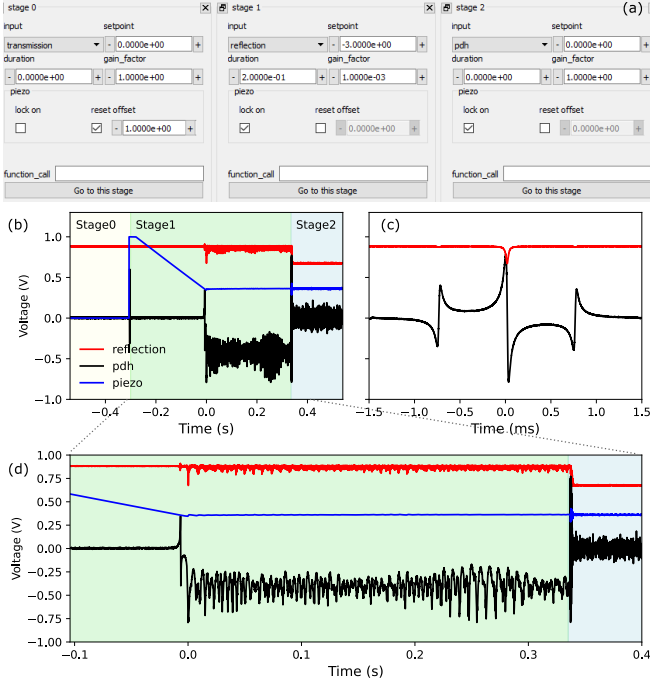 stage 0
stage 1
stage 2
(a)
input
setpoint
input
setpoint
input
setpoint
transmission
- 0.0000e+00 +
reflection
- -3.0000e+00 +
pdh
- 0.0000e+00 +
duration
gain_factor
duration
gain_factor
duration
gain_factor
- 0.0000e+00 +
- 1.0000e+00 +
- 2.0000e-01 +
- 1.0000e-03 +
- 0.0000e+00 +
- 1.0000e+00 +
piezo
piezo
piezo
lock on
reset offset
lock on
reset offset
lock on
reset offset
- 1.0000e+00 +
- 0.0000e+00 +
- 0.0000e+00 +
function_call
function_call
function_call
Go to this stage
Go to this stage
Go to this stage
(b)
Stage0
Stage1
Stage2
1.0
0.5
0.0
−0.5
−1.0
Voltage (V)
reflection
pdh
piezo
−0.4
−0.2
0.0
0.2
0.4
Time (s)
(c)
−1.5
−1.0
−0.5
0.0
0.5
1.0
1.5
Time (ms)
(d)
1.00
0.75
0.50
0.25
0.00
−0.25
−0.50
−0.75
−1.00
Voltage (V)
−0.1
0.0
0.1
0.2
0.3
0.4
Time (s)